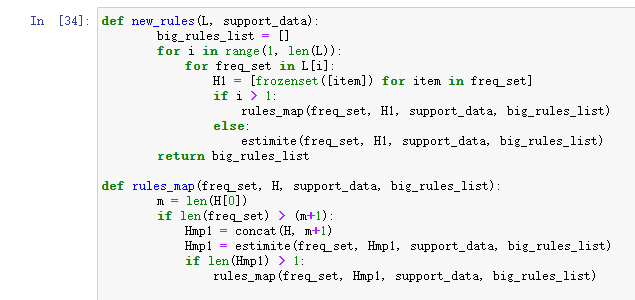 In [34]: def new_rules(L, support_data):
        big_rules_list = []
        for i in range(1, len(L)):
            for freq_set in L[i]:
                H1 = [frozenset([item]) for item in freq_set]
                if i > 1:
                    rules_map(freq_set, H1, support_data, big_rules_list)
                else:
                    estimite(freq_set, H1, support_data, big_rules_list)
        return big_rules_list

def rules_map(freq_set, H, support_data, big_rules_list):
        m = len(H[0])
        if len(freq_set) > (m+1):
            Hmp1 = concat(H, m+1)
            Hmp1 = estimite(freq_set, Hmp1, support_data, big_rules_list)
            if len(Hmp1) > 1:
                rules_map(freq_set, Hmp1, support_data, big_rules_list)